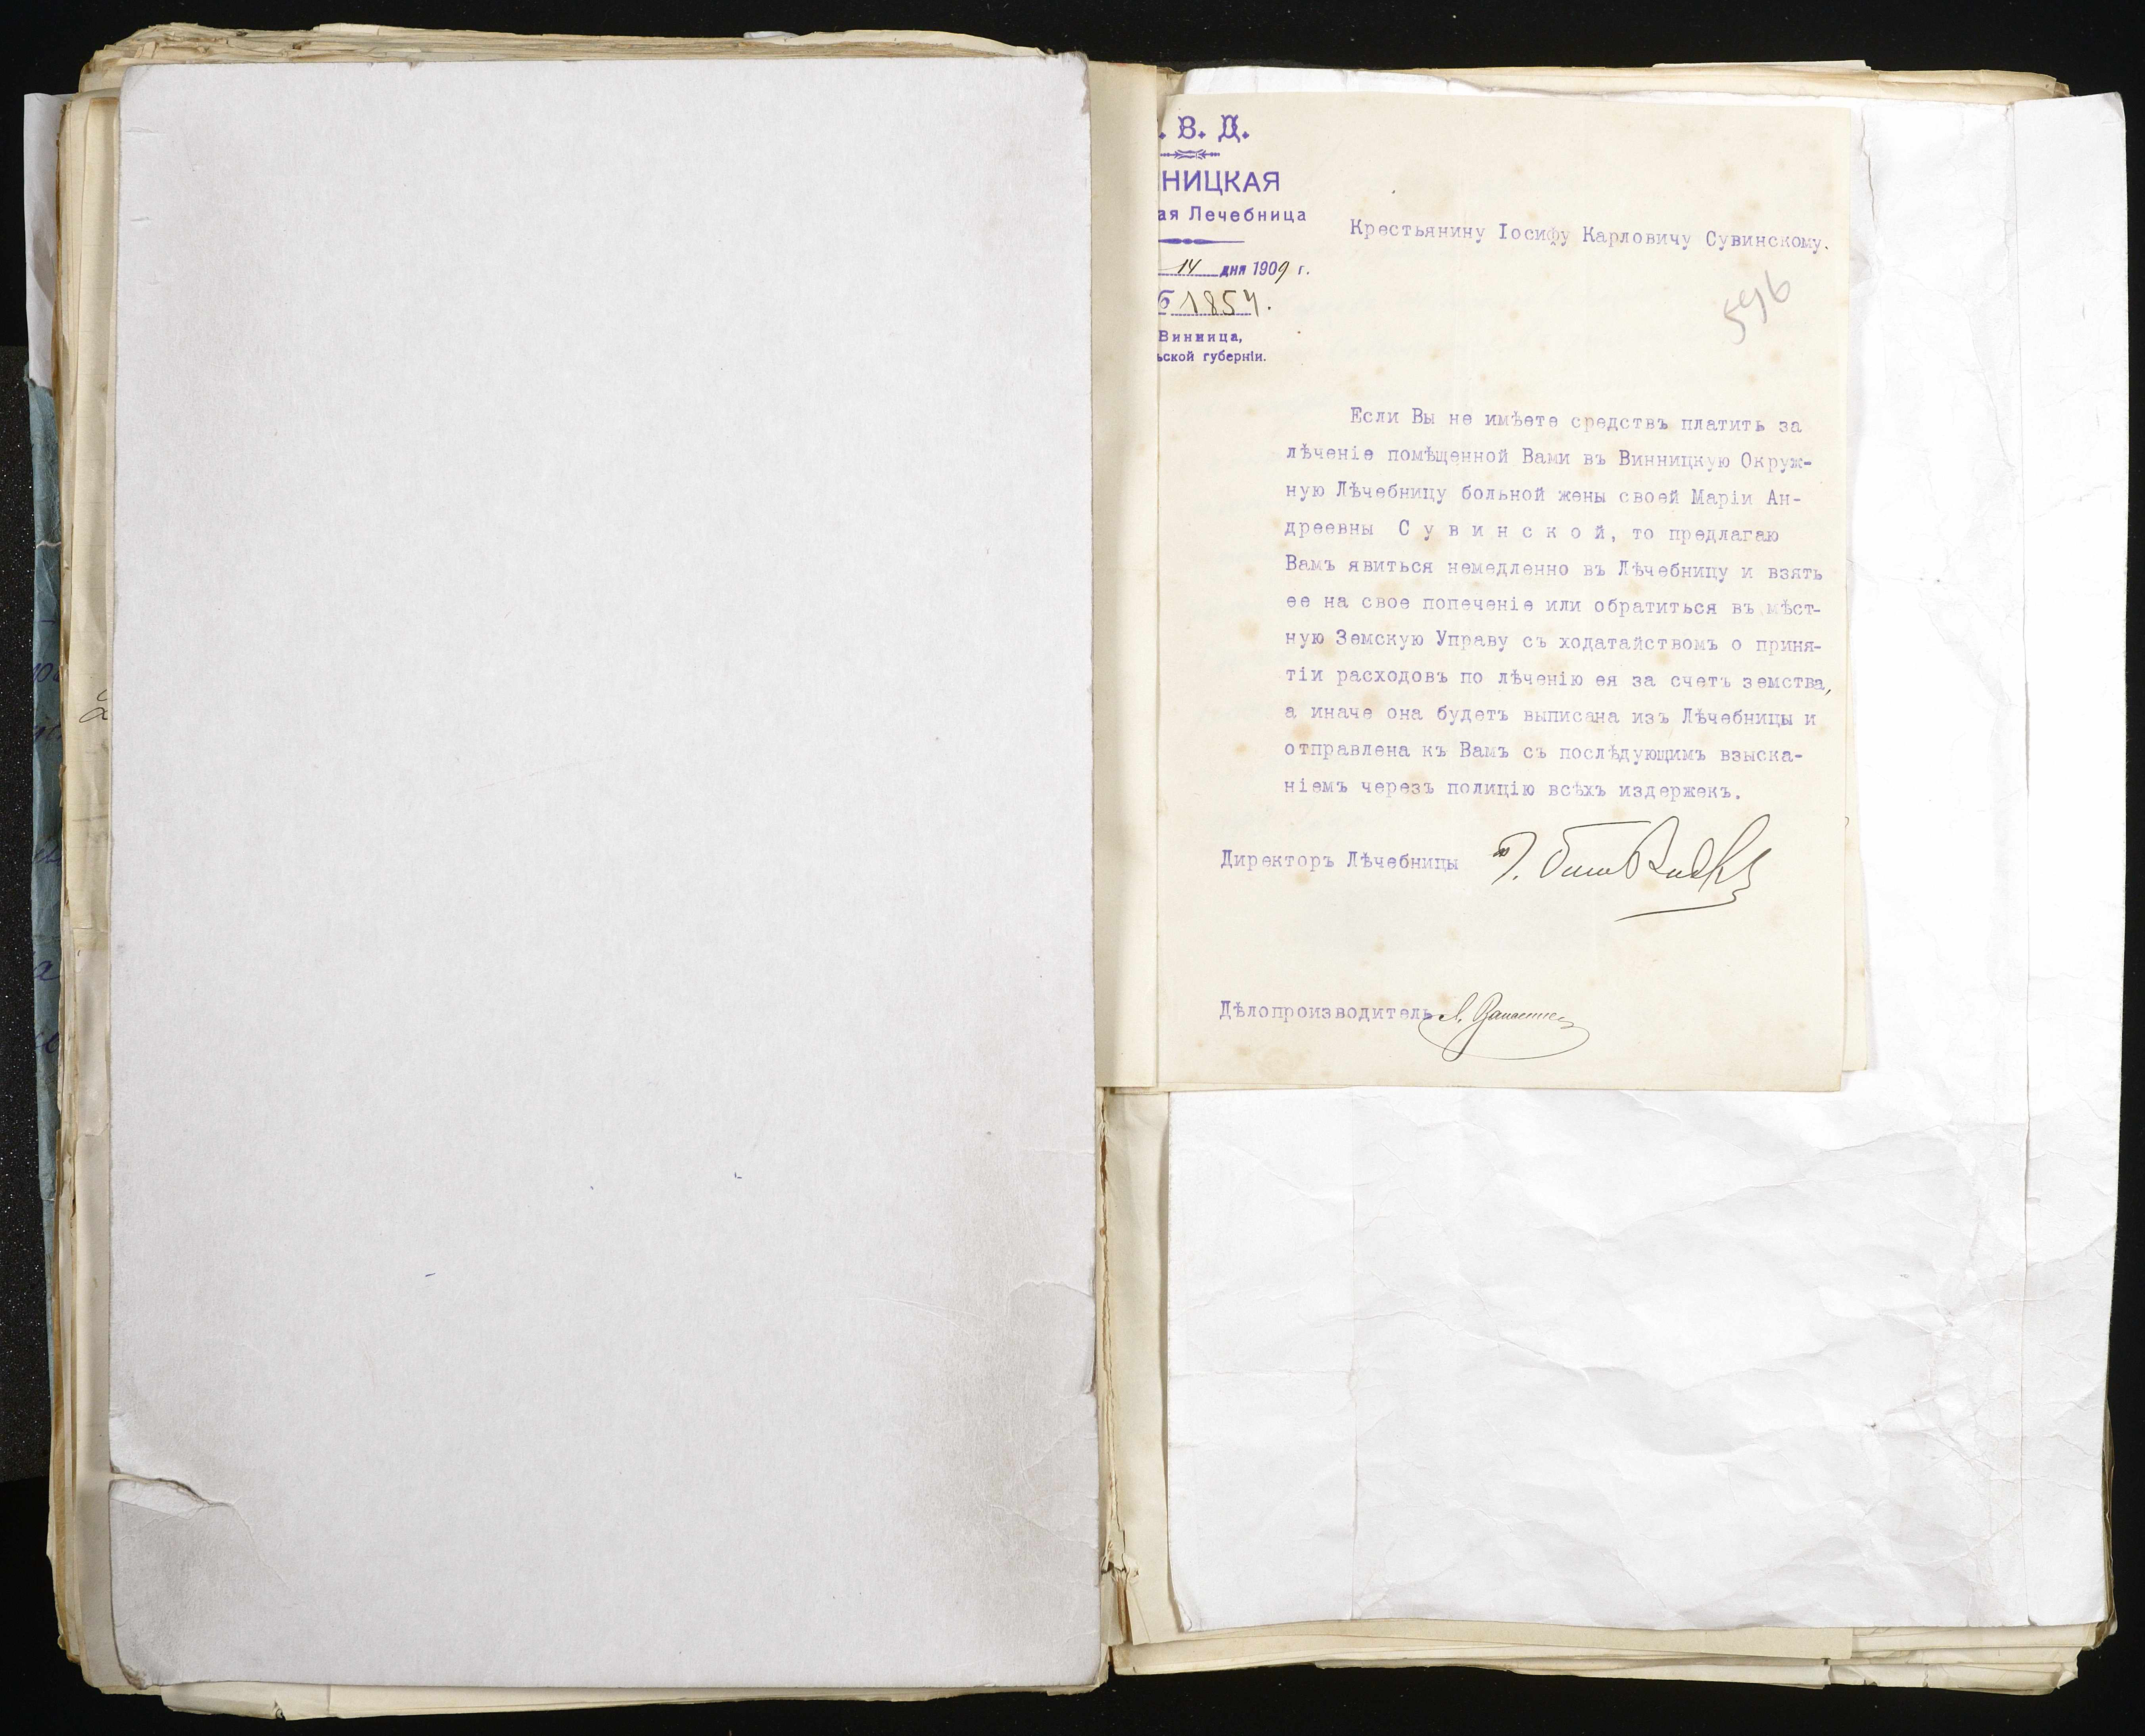 . В. Д.
НИЦКАЯ
ая Лечебница
14 дня 1909 г.
1854.
Винница,
ьской губернiи.
Крестьянину Iосифу Карловичу Сувинскому.
596
Если Вы не имѣете средствъ платить за
лѣченiе помѣщенной Вами въ Винницкую Окруж-
ную Лѣчебницу больной жены своей Марiи Ан-
дреевны С у в и н с к о й, то предлагаю
Вамъ явиться немедленно въ Лѣчебницу и взять
ее на свое попеченiе или обратиться въ мѣст-
ную Земскую Управу съ ходатайствомъ о приня-
тiи расходовъ по лѣченiю ея за счетъ земства,
а иначе она будетъ выписана изъ Лѣчебницы и
отправлена къ Вамъ съ послѣдующимъ взыска-
нiемъ черезъ полицiю всѣхъ издержекъ.
Директоръ Лѣчебницы
Дѣлопроизводитель